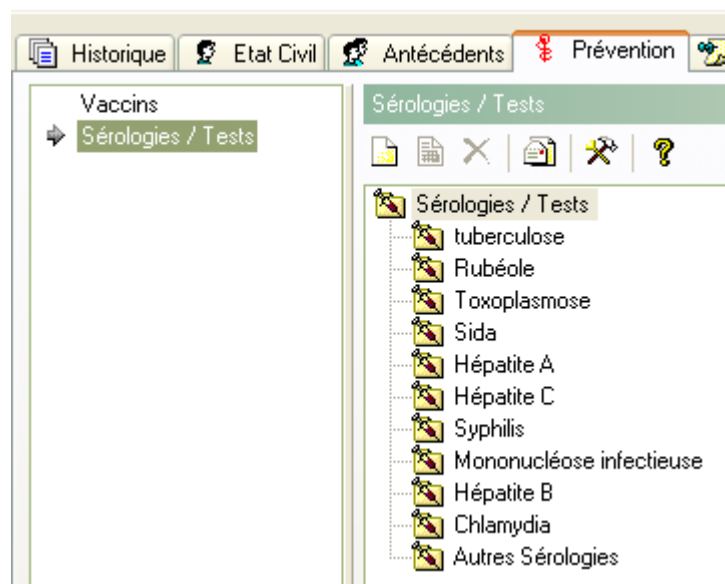 Historique Etat Civil Antécédents Prévention
Vaccins
Sérologies / Tests
Sérologies / Tests
Sérologies / Tests
tuberculose
Rubéole
Toxoplasmose
Sida
Hépatite A
Hépatite C
Syphilis
Mononucléose infectieuse
Hépatite B
Chlamydia
Autres Sérologies